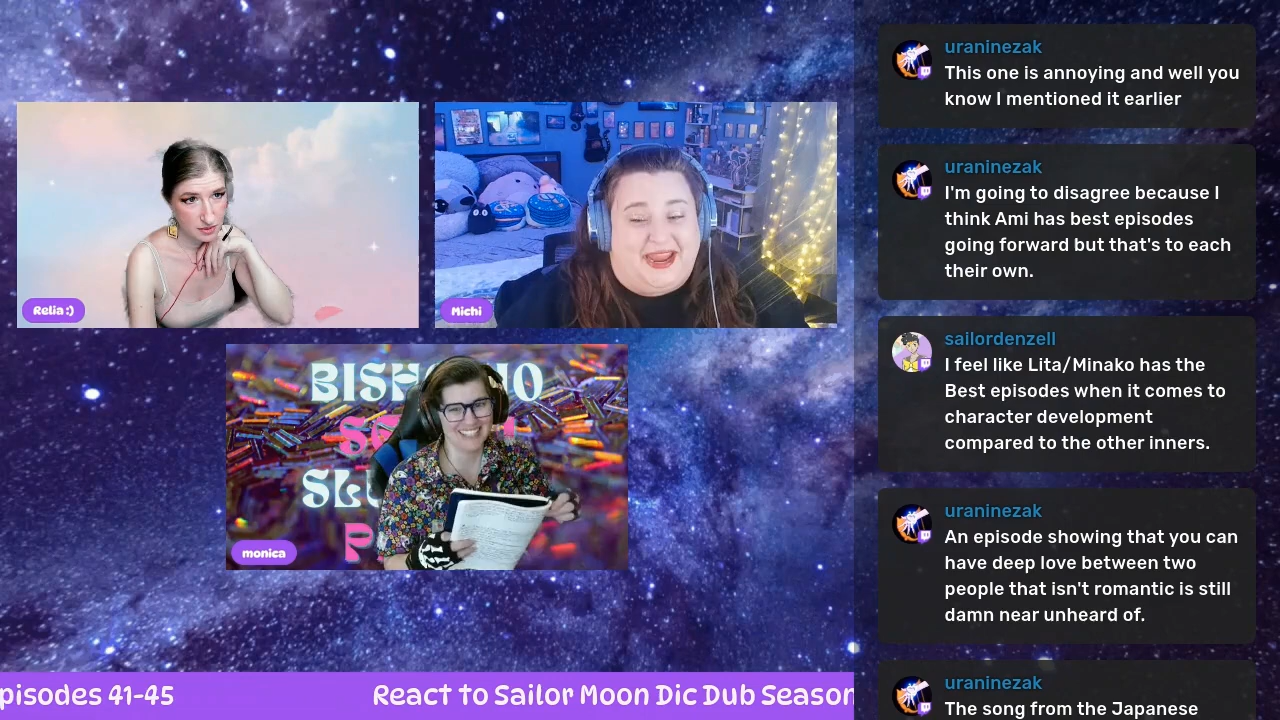 Relia :)
Michi
BISH
O
SLU
P
monica
pisodes 41-45
React to Sailor Moon Dic Dub Season
uraninezak
This one is annoying and well you
know I mentioned it earlier
uraninezak
I'm going to disagree because I
think Ami has best episodes
going forward but that's to each
their own.
sailordenzell
I feel like Lita/Minako has the
Best episodes when it comes to
character development
compared to the other inners.
uraninezak
An episode showing that you can
have deep love between two
people that isn't romantic is still
damn near unheard of.
uraninezak
The song from the Japanese